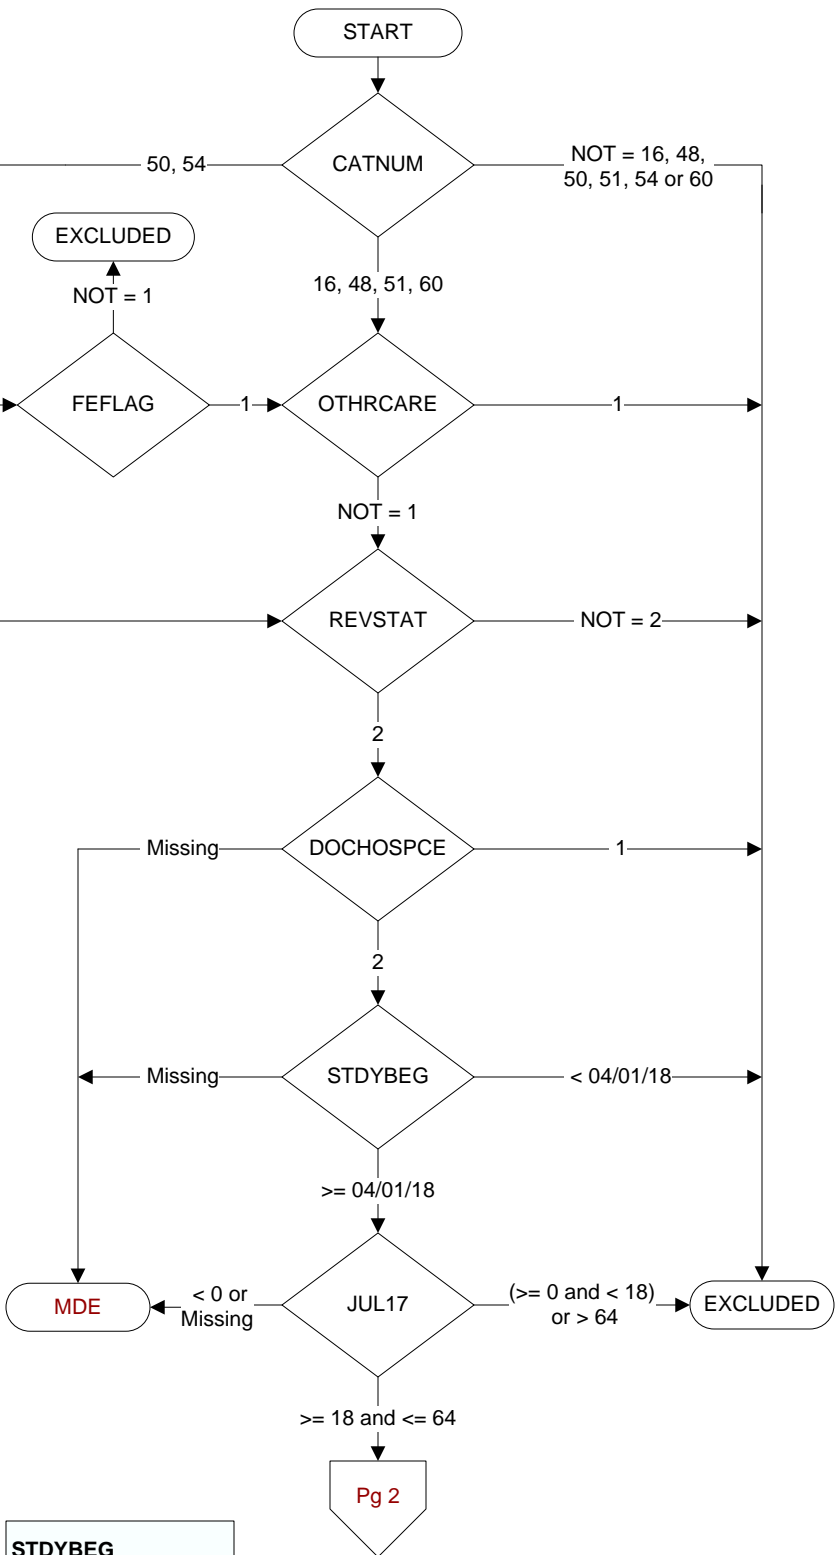 START
CATNUM
50, 54
NOT = 16, 48,
50, 51, 54 or 60
EXCLUDED
NOT = 1
16, 48, 51, 60
FEFLAG
1
OTHRCARE
1
NOT = 1
REVSTAT
NOT = 2
2
Missing
DOCHOSPCE
1
2
Missing
STDYBEG
< 04/01/18
>= 04/01/18
MDE
< 0 or
Missing
JUL17
(>= 0 and < 18)
or > 64
EXCLUDED
>= 18 and <= 64
Pg 2
STDYBEG